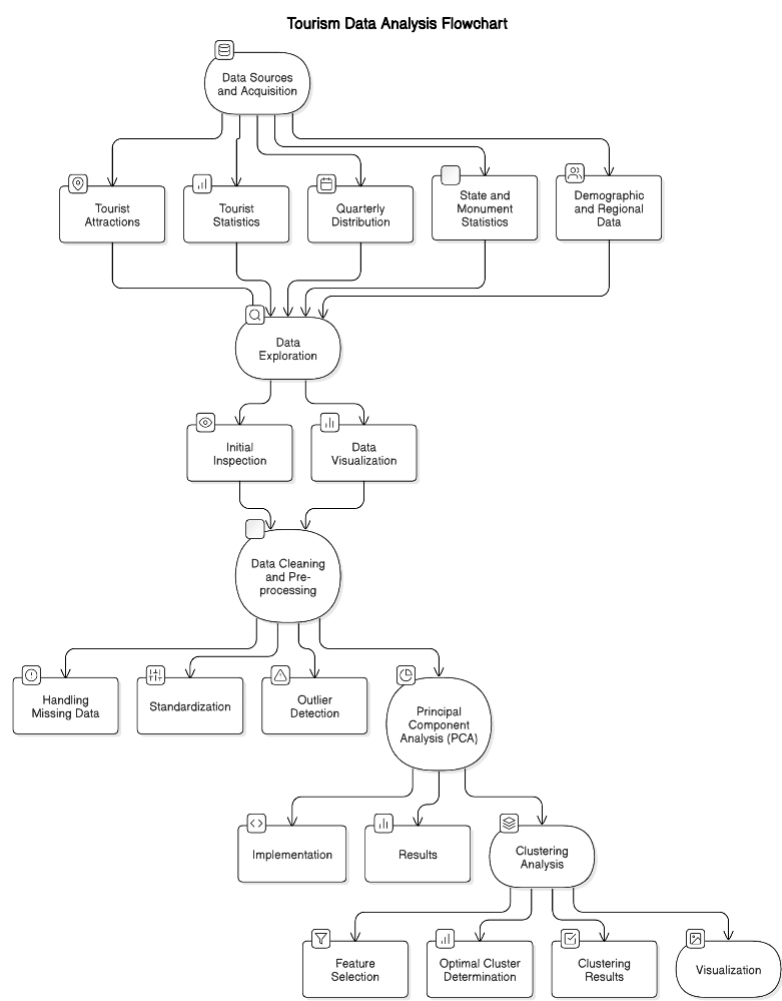 Tourism Data Analysis Flowchart
Data Sources
and Acquisition
Tourist
Attractions
Tourist
Statistics
Quarterly
Distribution
State and
Monument
Statistics
Demographic
and Regional
Data
Data
Exploration
Initial
Inspection
Data
Visualization
Data Cleaning
and Pre-
processing
Handling
Missing Data
Standardization
Outlier
Detection
Principal
Component
Analysis (PCA)
Implementation
Results
Clustering
Analysis
Feature
Selection
Optimal Cluster
Determination
Clustering
Results
Visualization